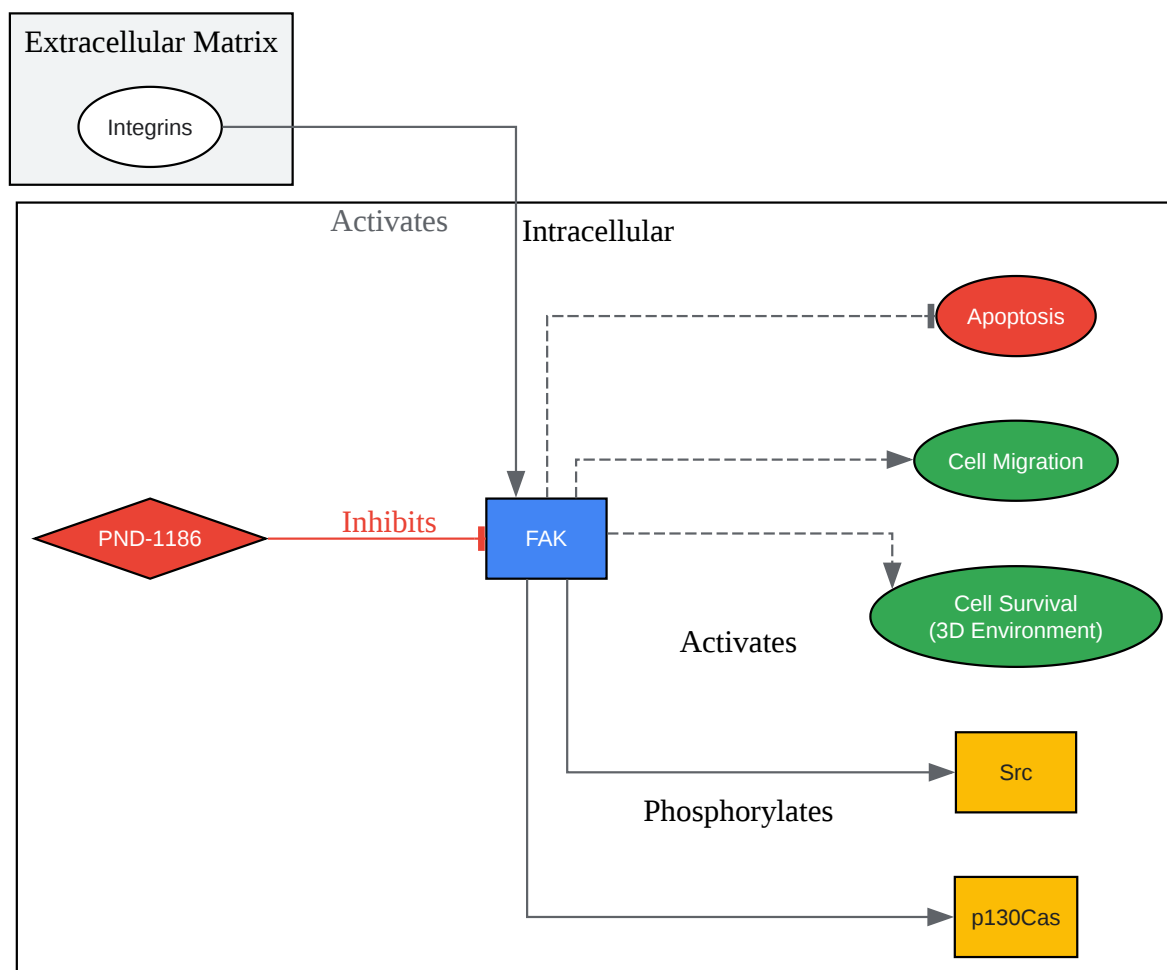 Extracellular Matrix
Integrins
Activates
Intracellular
Apoptosis
Cell Migration
PND-1186
Inhibits
FAK
Cell Survival
(3D Environment)
Activates
Src
Phosphorylates
p130Cas